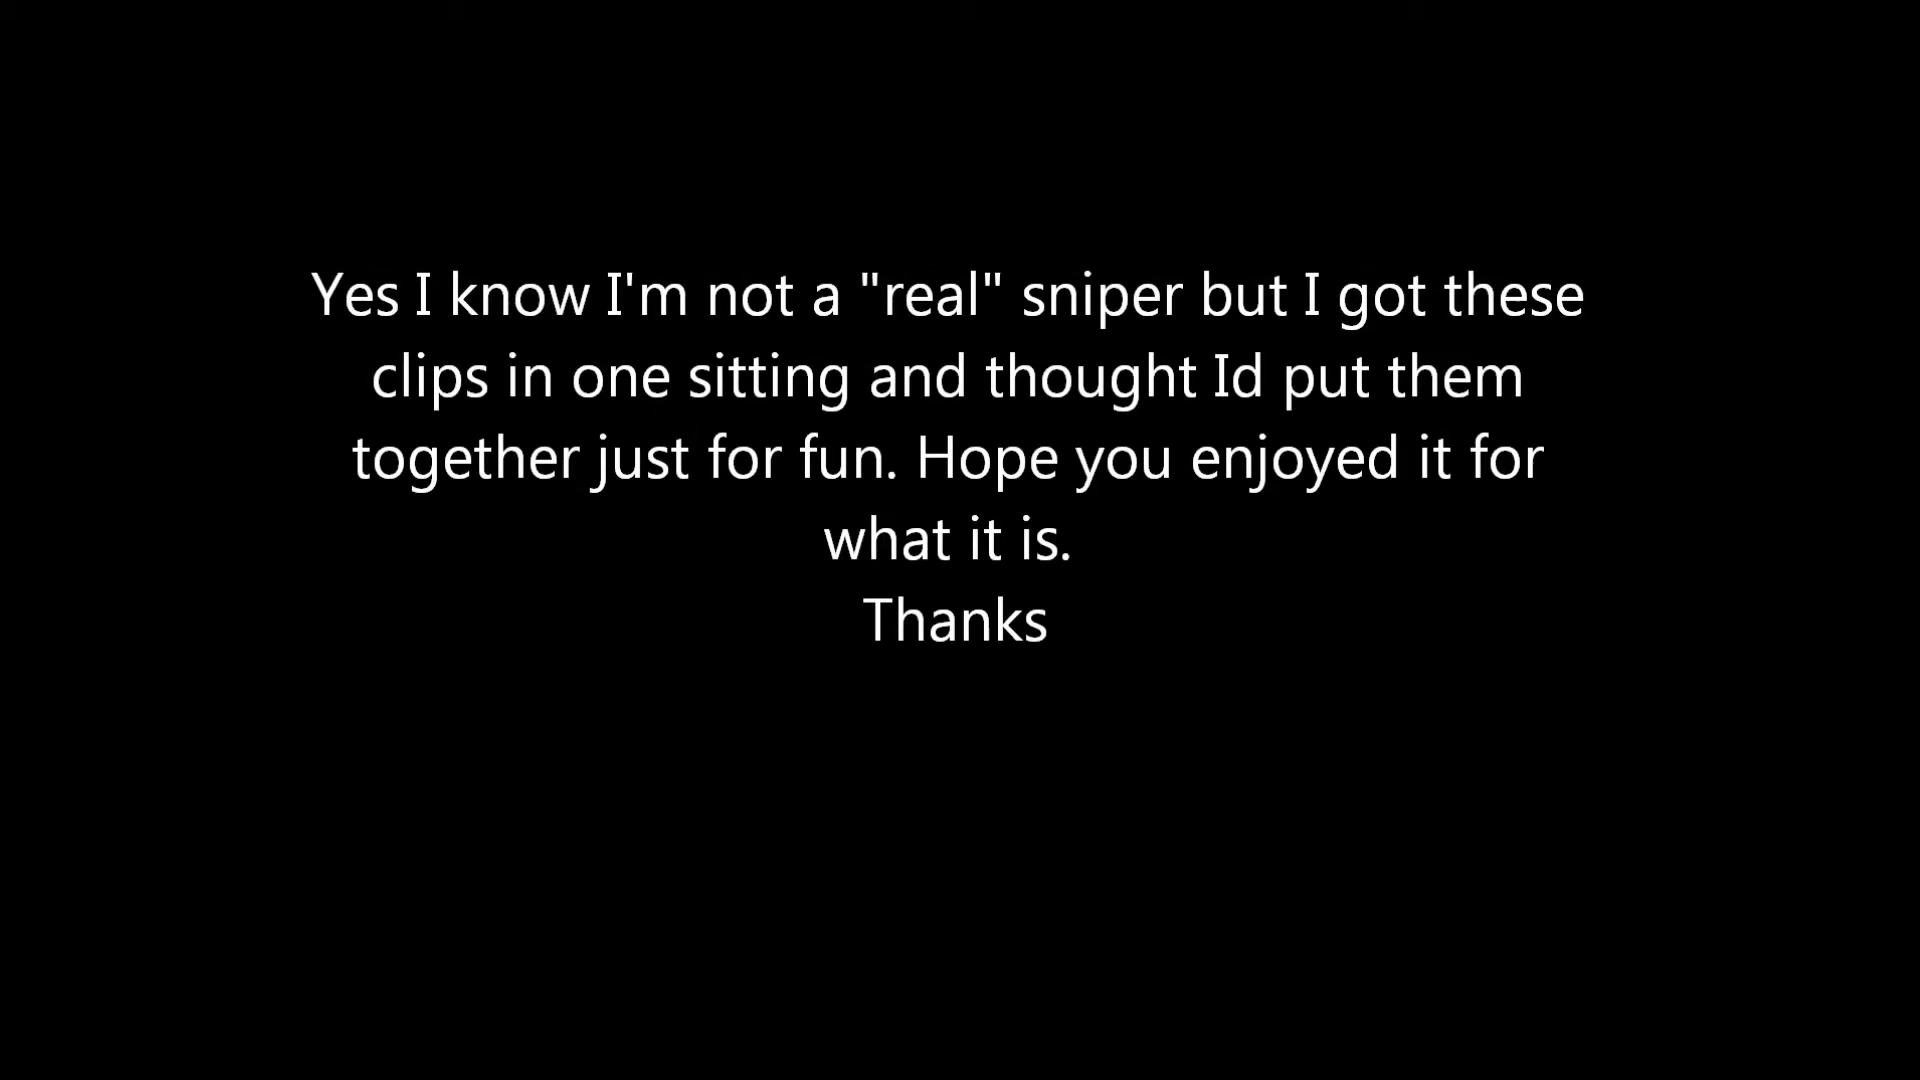 Yes I know I'm not a "real" sniper but I got these
clips in one sitting and thought Id put them
together just for fun. Hope you enjoyed it for
what it is.
Thanks